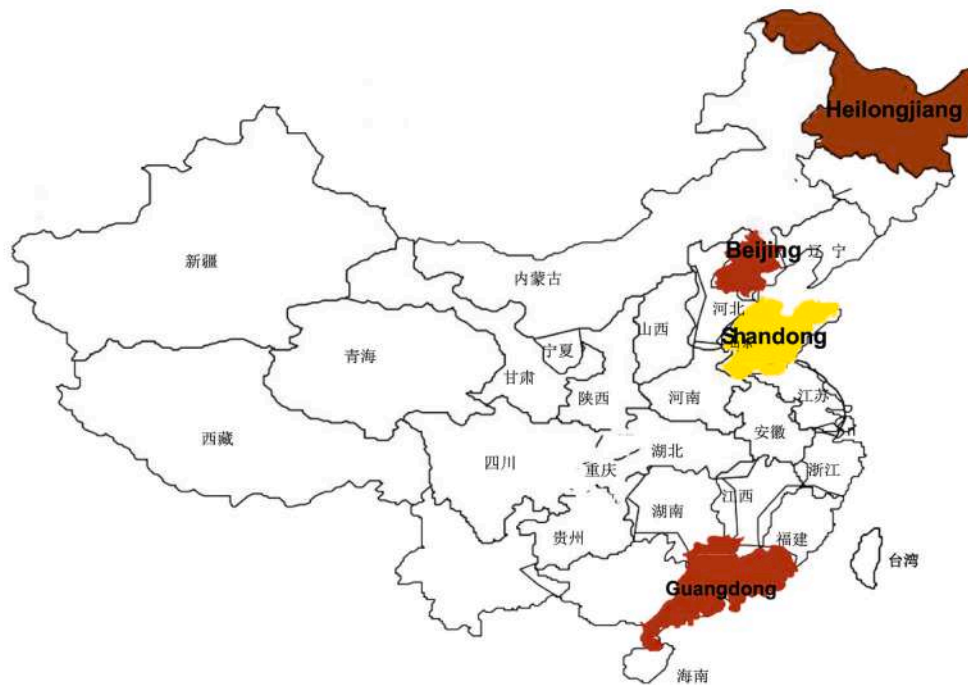 Heilongjiang
Beijing
辽宁
新疆
内蒙古
河北
山西
Shandong
宁夏
青海
甘肃
陕西
河南
江苏
西藏
安徽
四川
重庆
湖北
浙江
湖南
江西
贵州
福建
台湾
Guangdong
海南